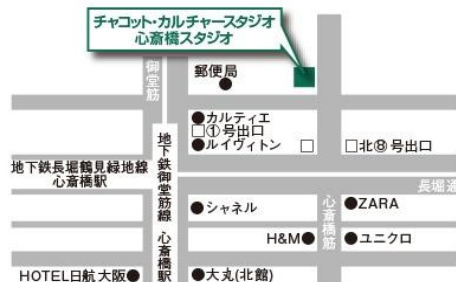 チャコット・カルチャースタジオ
心斎橋スタジオ
御堂筋
郵便局
カルティエ
①号出口
ルイヴィトン
北⑧号出口
地下鉄長堀鶴見緑地線
心斎橋駅
地下鉄御堂筋線 心斎橋駅
長堀通
シャネル
心斎橋筋
ZARA
H&M
ユニクロ
HOTEL日航大阪
大丸(北館)